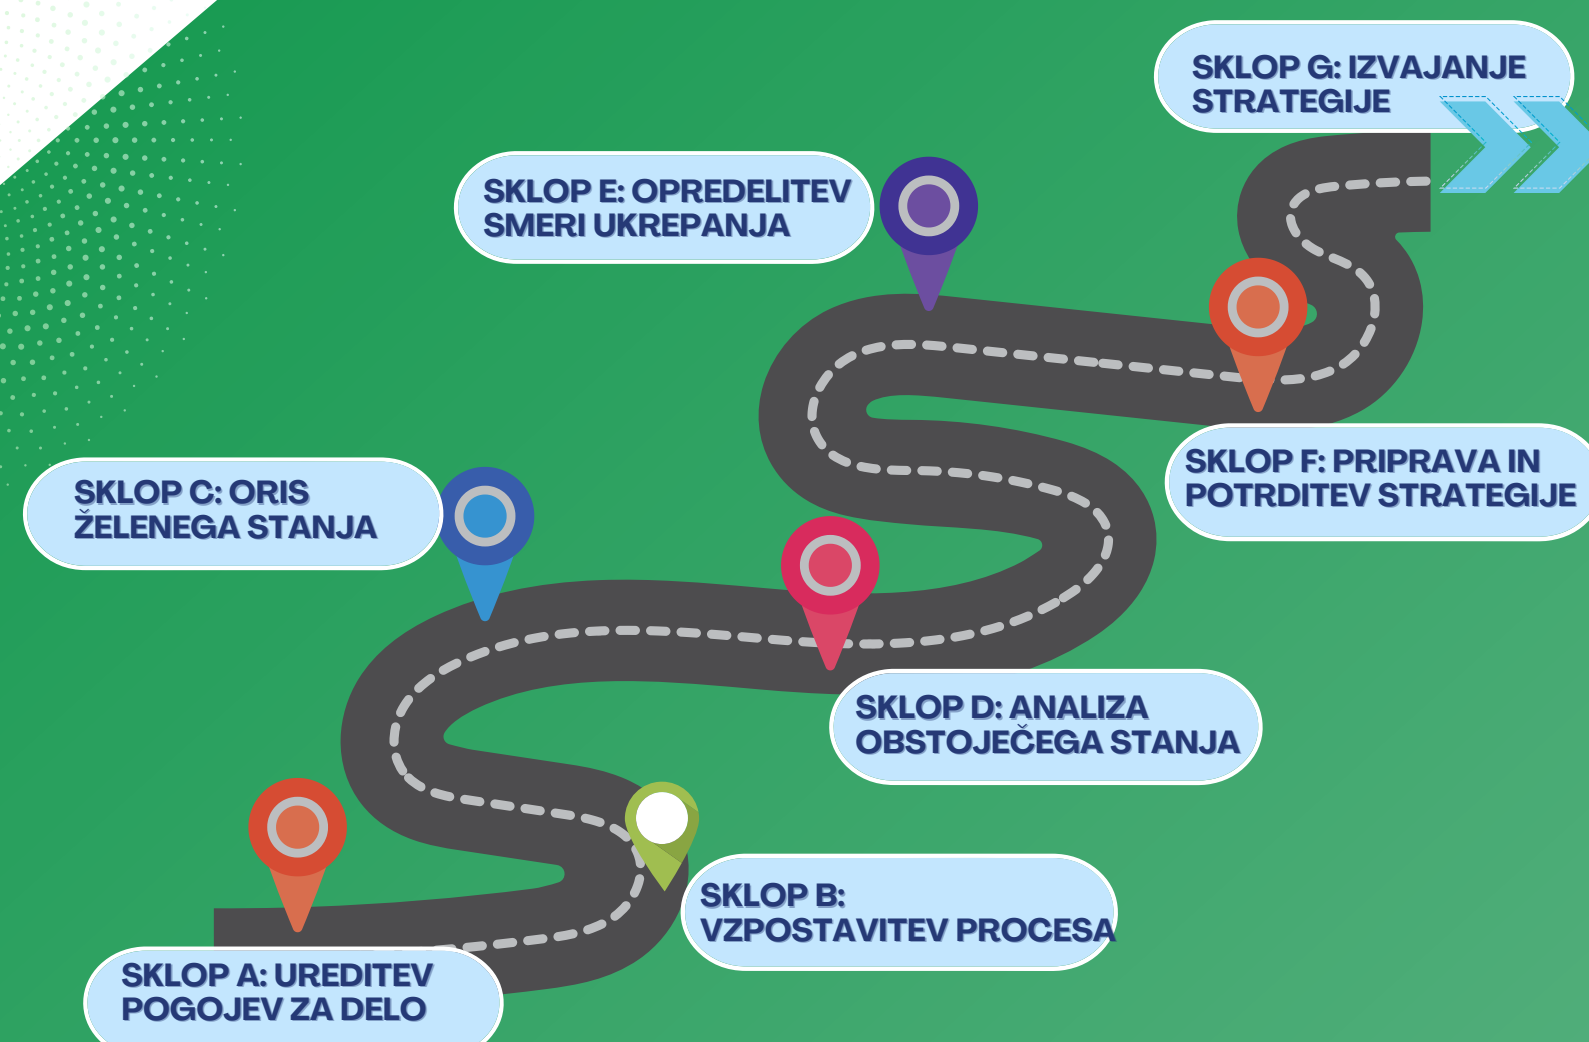 SKLOP G: IZVAJANJE
STRATEGIJE
SKLOP E: OPREDELITEV
SMERI UKREPANJA
SKLOP F: PRIPRAVA IN
POTRDITEV STRATEGIJE
SKLOP C: ORIS
ŽELENEGA STANJA
SKLOP D: ANALIZA
OBSTOJEČEGA STANJA
SKLOP B:
VZPOSTAVITEV PROCESA
SKLOP A: UREDITEV
POGOJEV ZA DELO